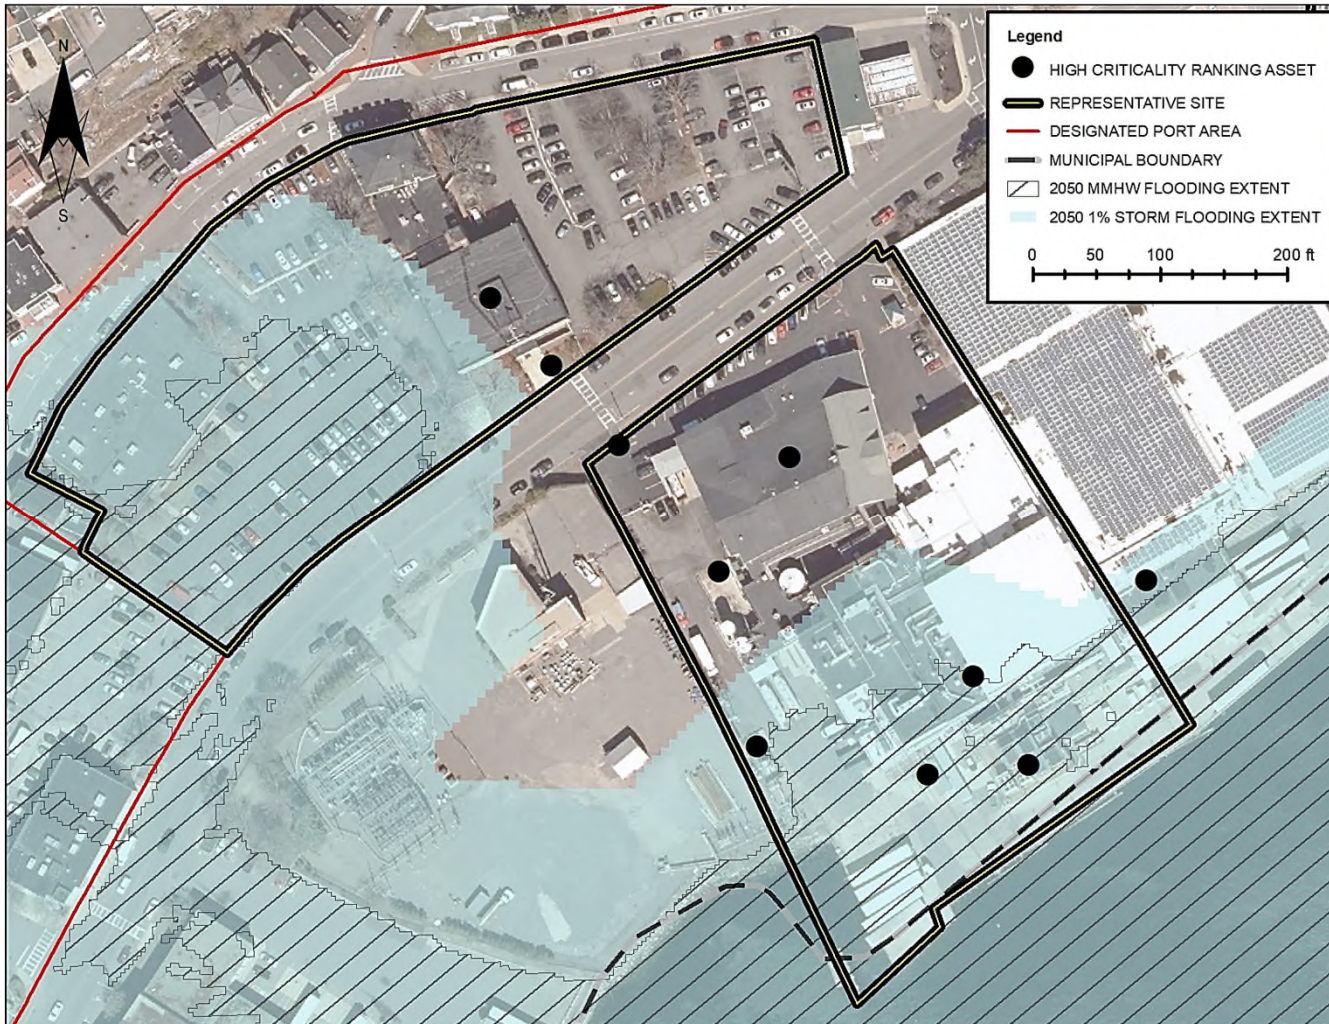 N
S
Legend
HIGH CRITICALITY RANKING ASSET
REPRESENTATIVE SITE
DESIGNATED PORT AREA
MUNICIPAL BOUNDARY
2050 MMHW FLOODING EXTENT
2050 1% STORM FLOODING EXTENT
0 50 100 200 ft